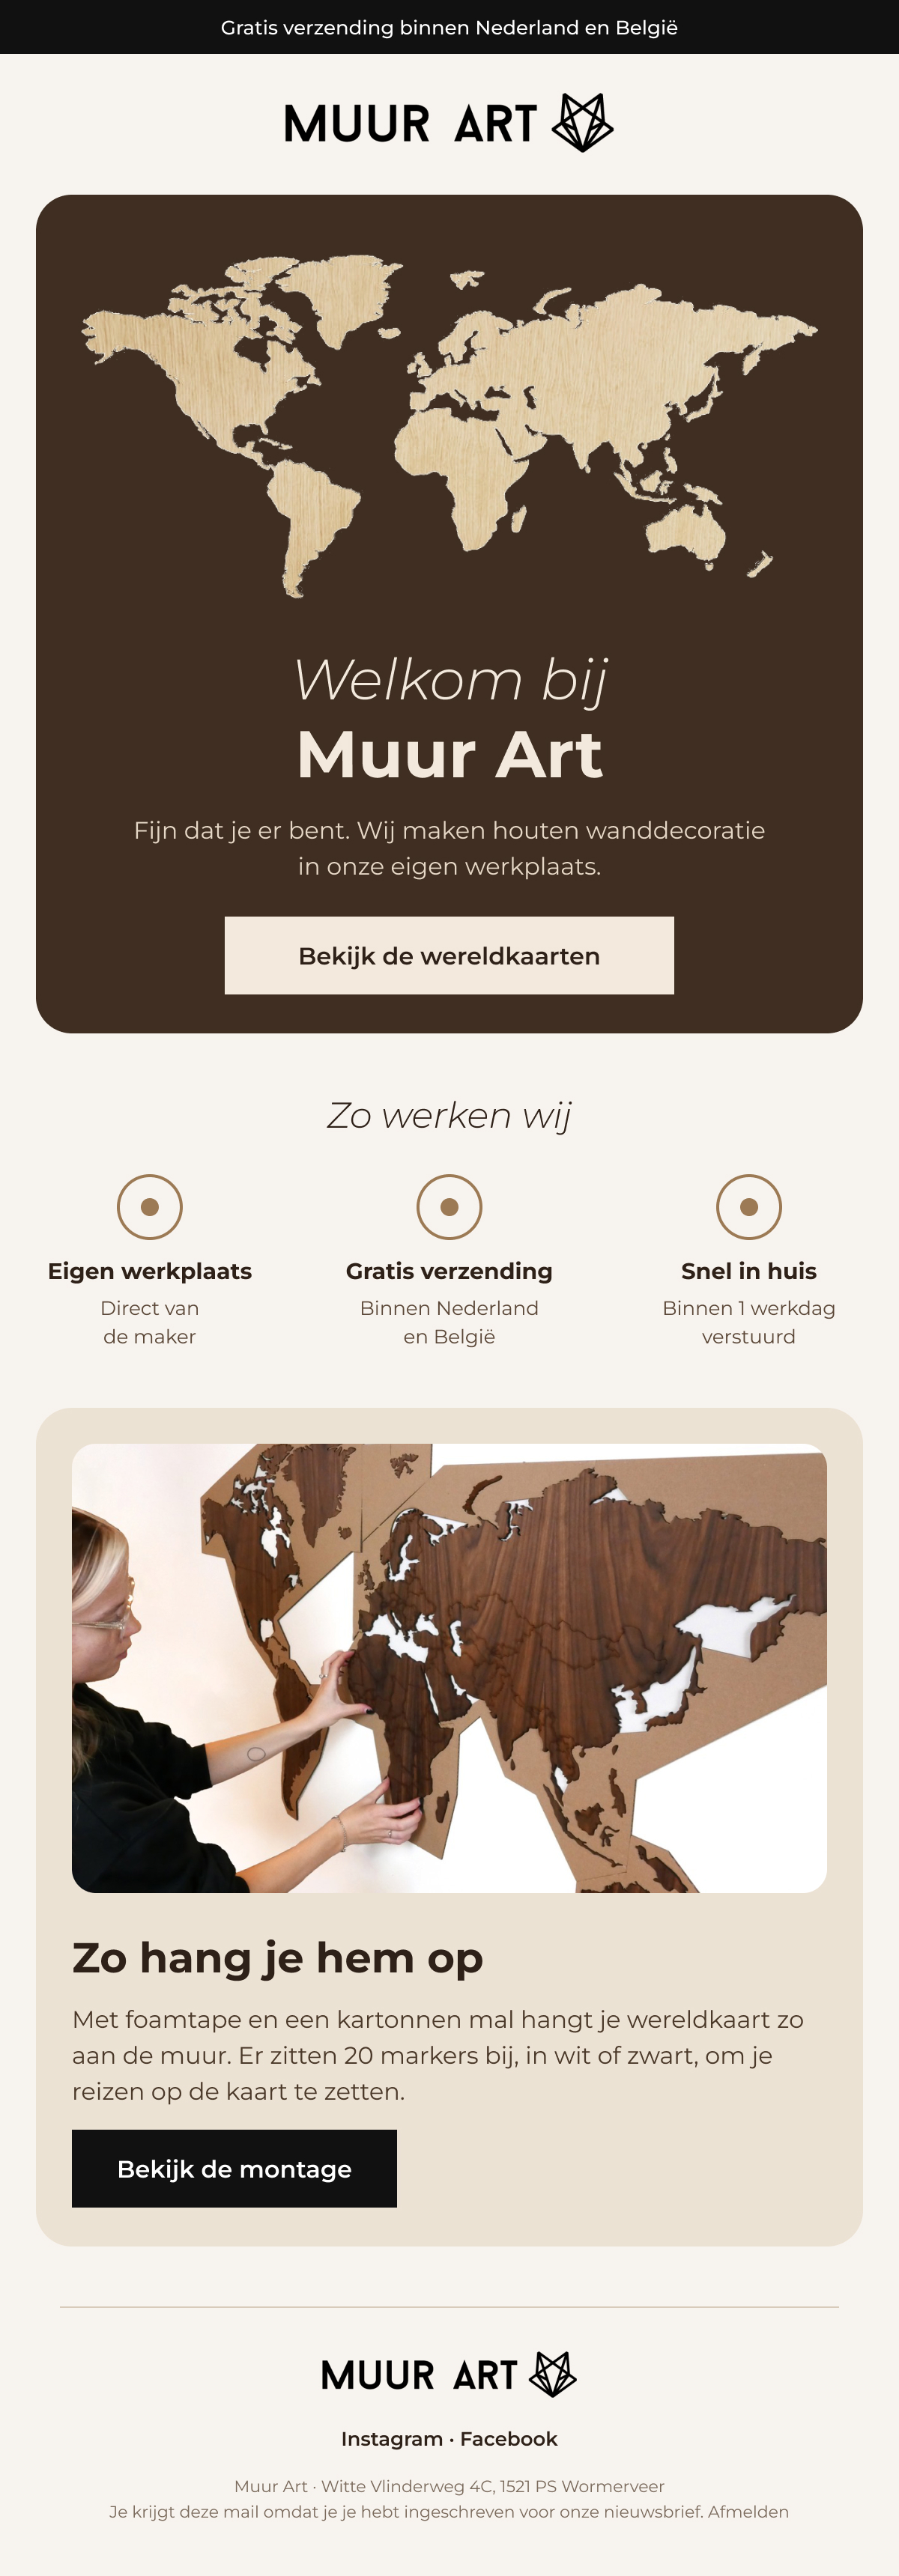 Gratis verzending binnen Nederland en België
MUUR ART
Welkom bij
Muur Art
Fijn dat je er bent. Wij maken houten wanddecoratie
in onze eigen werkplaats.
Bekijk de wereldkaarten
Zo werken wij
Eigen werkplaats
Direct van
de maker
Gratis verzending
Binnen Nederland
en België
Snel in huis
Binnen 1 werkdag
verstuurd
Zo hang je hem op
Met foamtape en een kartonnen mal hangt je wereldkaart zo
aan de muur. Er zitten 20 markers bij, in wit of zwart, om je
reizen op de kaart te zetten.
Bekijk de montage
MUUR ART
Instagram · Facebook
Muur Art · Witte Vlinderweg 4C, 1521 PS Wormerveer
Je krijgt deze mail omdat je je hebt ingeschreven voor onze nieuwsbrief. Afmelden